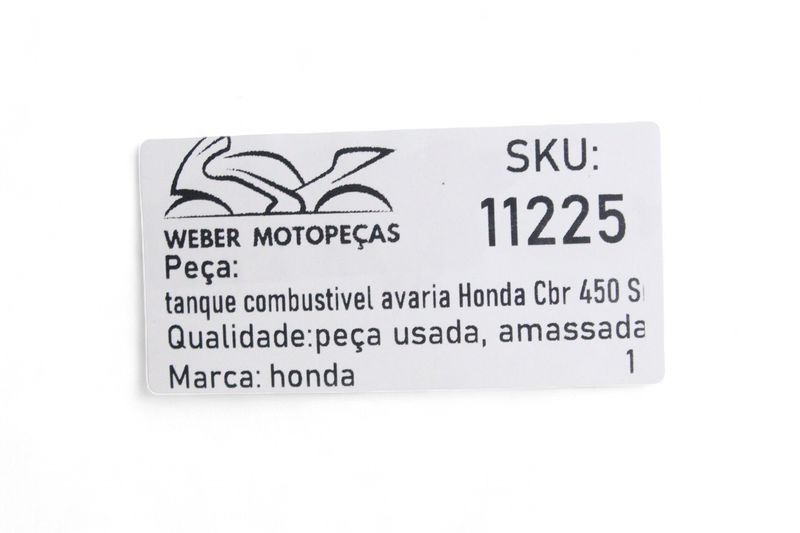 SKU:
11225
WEBER MOTOPEÇAS
Peça:
tanque combustivel avaria Honda Cbr 450
Qualidade:peça usada, amassada
Marca: honda
1